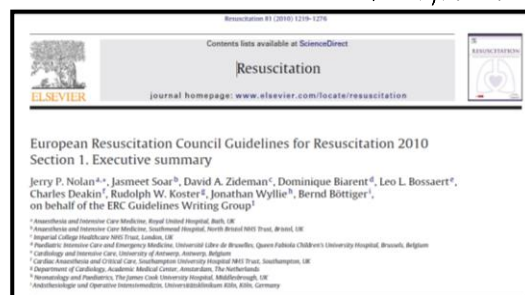 Resuscitation 81 (2010) 1219–1276
Contents lists available at ScienceDirect
Resuscitation
journal homepage: www.elsevier.com/locate/resuscitation
ELSEVIER
RESUSCITATION
European Resuscitation Council Guidelines for Resuscitation 2010
Section 1. Executive summary
Jerry P. Nolan a,*, Jasmeet Soar b, David A. Zideman c, Dominique Biarent d, Leo L. Bossaert e,
Charles Deakin f, Rudolph W. Koster g, Jonathan Wyllie h, Bernd Böttiger i,
on behalf of the ERC Guidelines Writing Group 1
a Anaesthesia and Intensive Care Medicine, Royal United Hospital, Bath, UK
b Anaesthesia and Intensive Care Medicine, Southmead Hospital, North Bristol NHS Trust, Bristol, UK
c Imperial College Healthcare NHS Trust, London, UK
d Paediatric Intensive Care and Emergency Medicine, Université Libre de Bruxelles, Queen Fabiola Children's University Hospital, Brussels, Belgium
e Cardiology and Intensive Care, University of Antwerp, Antwerp, Belgium
f Cardiac Anaesthesia and Critical Care, Southampton University Hospital NHS Trust, Southampton, UK
g Department of Cardiology, Academic Medical Center, Amsterdam, The Netherlands
h Neonatology and Paediatrics, The James Cook University Hospital, Middlesbrough, UK
i Anästhesiologie und Operative Intensivmedizin, Universitätsklinikum Köln, Köln, Germany